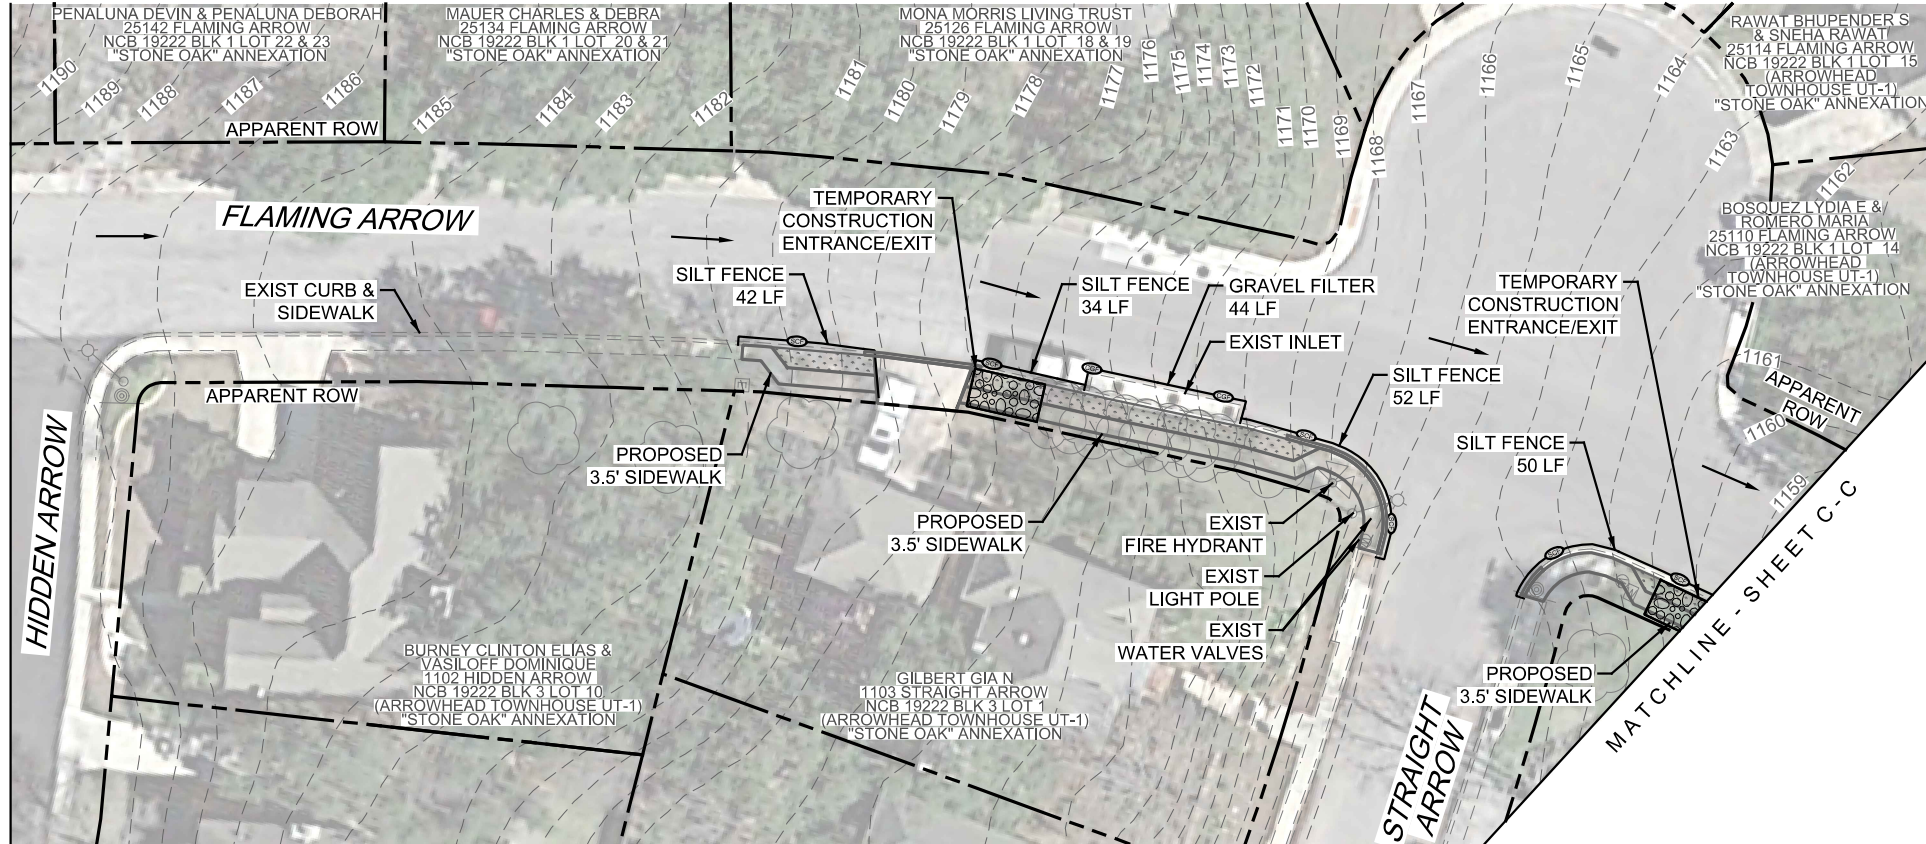 PENALUNA DEVIN & PENALUNA DEBORAH
25142 FLAMING ARROW
NCB 19222 BLK 1 LOT 22 & 23
"STONE OAK" ANNEXATION
MAUER CHARLES & DEBRA
25134 FLAMING ARROW
NCB 19222 BLK 1 LOT 20 & 21
"STONE OAK" ANNEXATION
MONA MORRIS LIVING TRUST
25126 FLAMING ARROW
NCB 19222 BLK 1 LOT 18 & 19
"STONE OAK" ANNEXATION
RAWAT BHUPENDER S
& SNEHA RAWAT
25114 FLAMING ARROW
NCB 19222 BLK 1 LOT 15
(ARROWHEAD
TOWNHOUSE UT-1)
"STONE OAK" ANNEXATION
1190
1189
1188
1187
1186
1185
1184
1183
1182
1181
1180
1179
1178
1177
1176
1175
1174
1173
1172
1171
1170
1169
1168
1167
1166
1165
1164
1163
1162
APPARENT ROW
FLAMING ARROW
TEMPORARY
CONSTRUCTION
ENTRANCE/EXIT
BOSQUEZ LYDIA E &
ROMERO MARIA
25110 FLAMING ARROW
NCB 19222 BLK 1 LOT 14
(ARROWHEAD
TOWNHOUSE UT-1)
"STONE OAK" ANNEXATION
EXIST CURB &
SIDEWALK
SILT FENCE
42 LF
SILT FENCE
34 LF
GRAVEL FILTER
44 LF
EXIST INLET
TEMPORARY
CONSTRUCTION
ENTRANCE/EXIT
SILT FENCE
52 LF
1161
APPARENT
ROW
1160
1159
APPARENT ROW
HIDDEN ARROW
PROPOSED
3.5' SIDEWALK
SILT FENCE
50 LF
PROPOSED
3.5' SIDEWALK
EXIST
FIRE HYDRANT
EXIST
LIGHT POLE
EXIST
WATER VALVES
MATCHLINE - SHEET C-C
BURNEY CLINTON ELIAS &
VASILOFF DOMINIQUE
1102 HIDDEN ARROW
NCB 19222 BLK 3 LOT 10
(ARROWHEAD TOWNHOUSE UT-1)
"STONE OAK" ANNEXATION
GILBERT GIA N
1103 STRAIGHT ARROW
NCB 19222 BLK 3 LOT 1
(ARROWHEAD TOWNHOUSE UT-1)
"STONE OAK" ANNEXATION
PROPOSED
3.5' SIDEWALK
STRAIGHT
ARROW